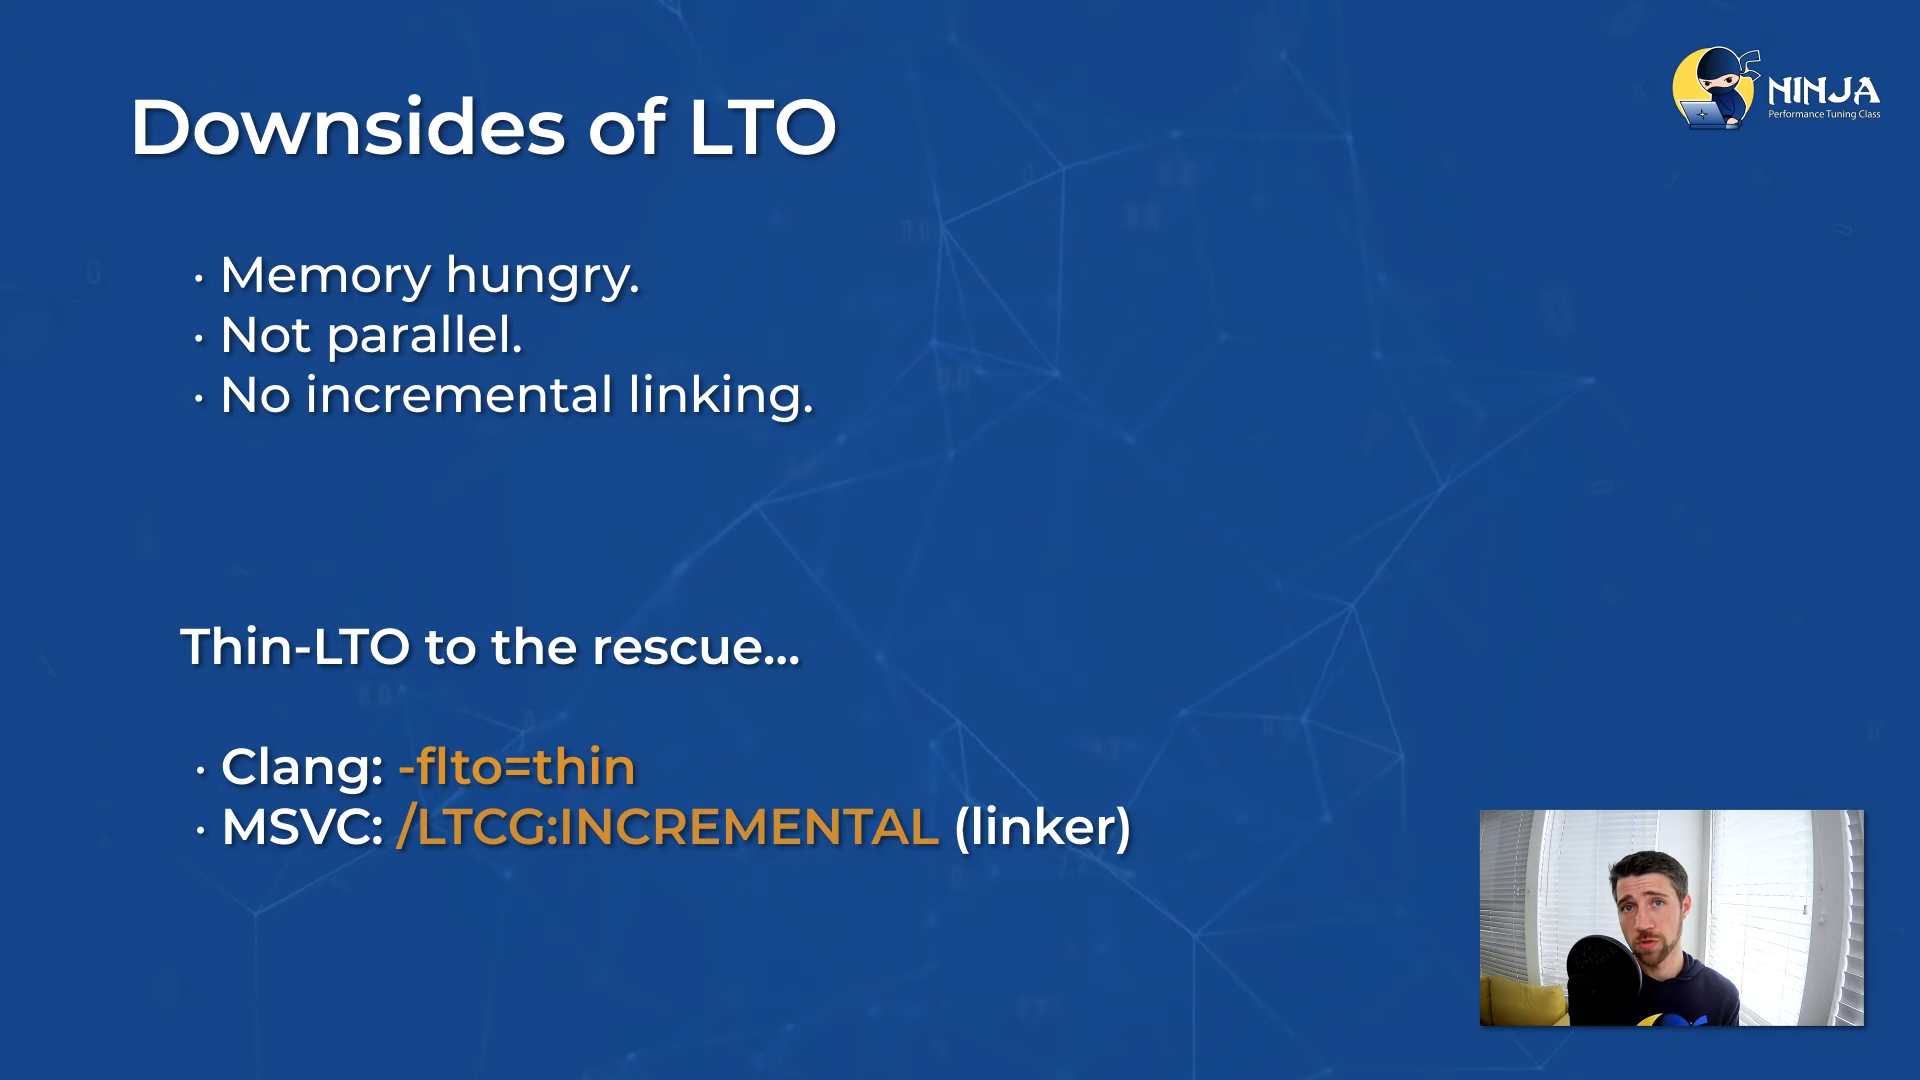 Downsides of LTO
NINJA
Performance Tuning Class
· Memory hungry.
· Not parallel.
· No incremental linking.
Thin-LTO to the rescue...
· Clang: -flto=thin
· MSVC: /LTCG:INCREMENTAL (linker)